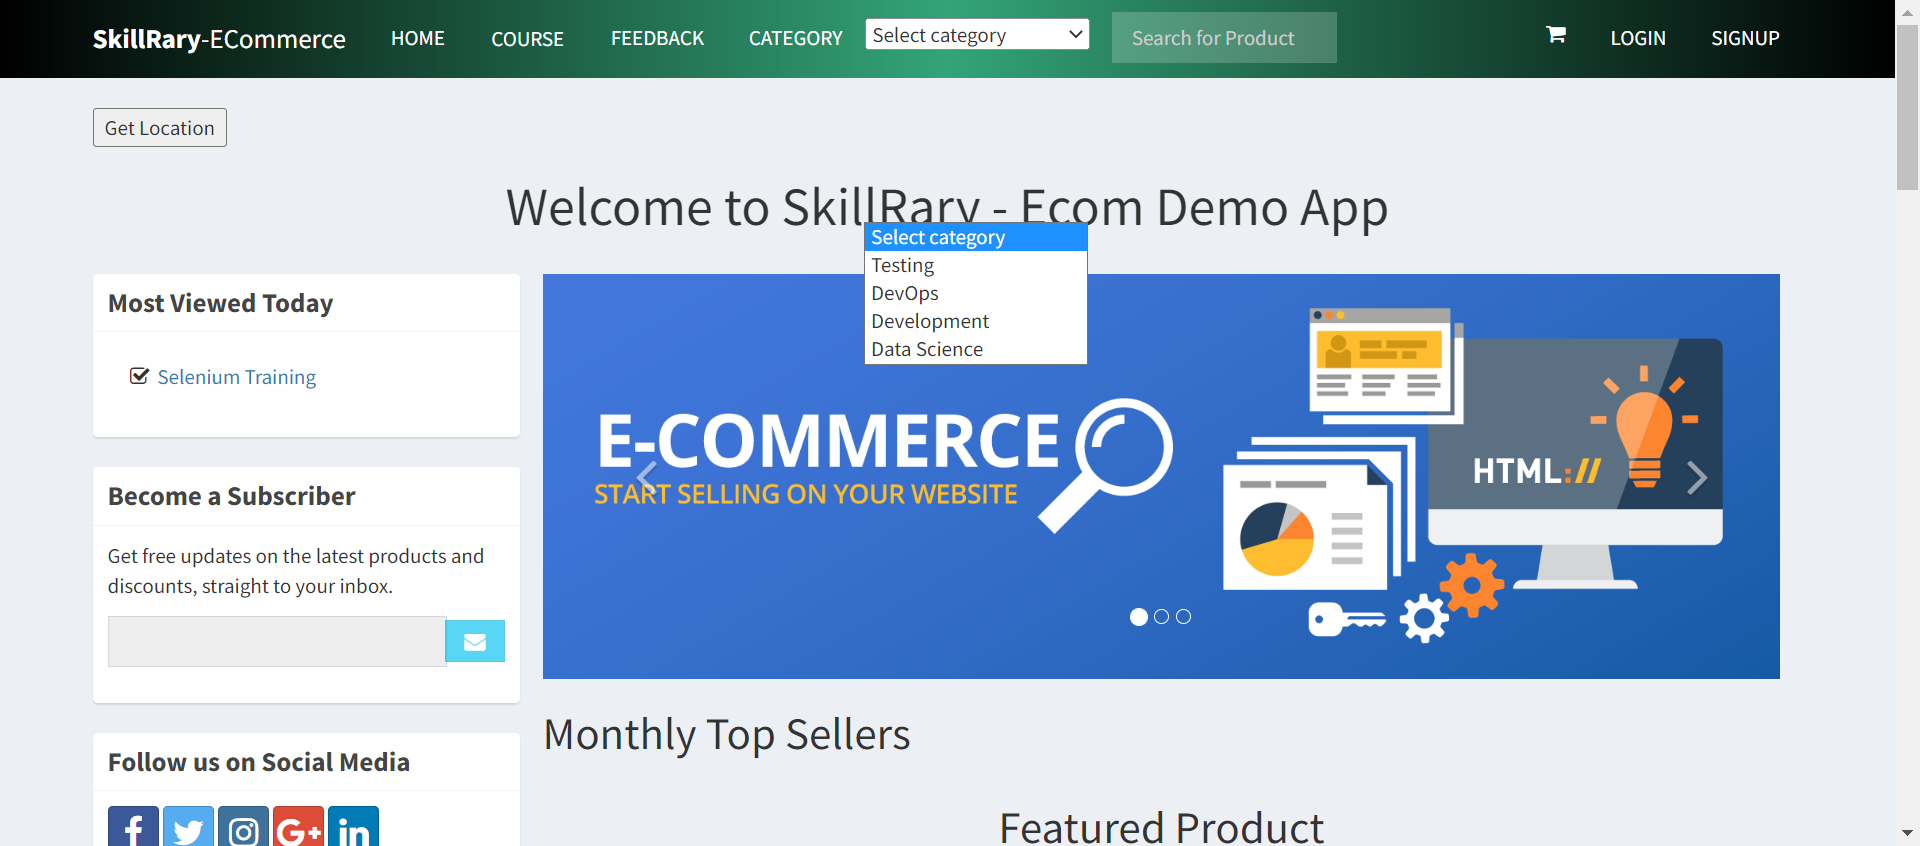 SkillRary-ECommerce HOME COURSE FEEDBACK CATEGORY Select category Search for Product LOGIN SIGNUP
Get Location
Welcome to SkillRary - Ecom Demo App
Select category
Testing
DevOps
Development
Data Science
Most Viewed Today
Selenium Training
Become a Subscriber
Get free updates on the latest products and
discounts, straight to your inbox.
Follow us on Social Media
E-COMMERCE
START SELLING ON YOUR WEBSITE
HTML://
Monthly Top Sellers
Featured Product